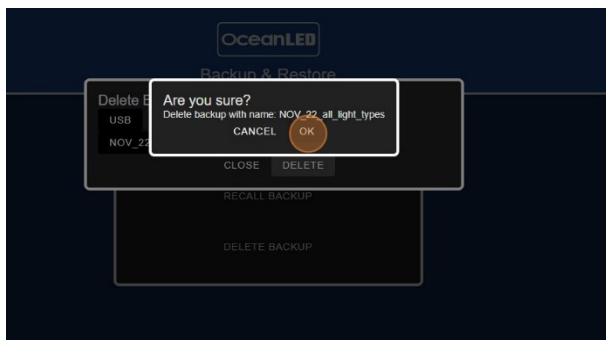 OceanLED
Backup & Restore
Delete B
Are you sure?
USB
Delete backup with name: NOV_22_all_light_types
CANCEL OK
NOV_22
CLOSE DELETE
RECALL BACKUP
DELETE BACKUP